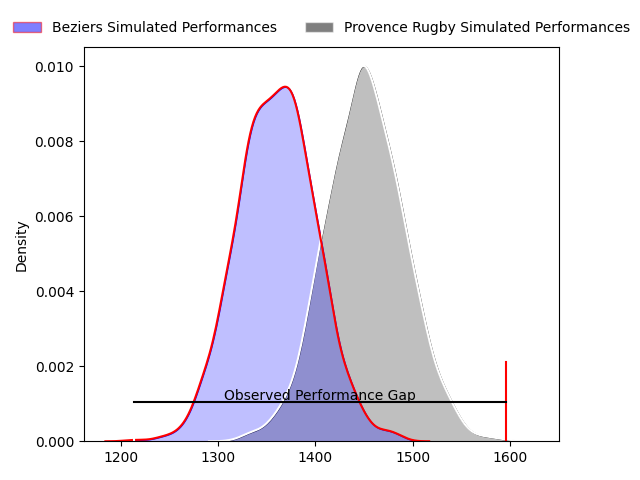 Beziers Simulated Performances
Provence Rugby Simulated Performances
0.010
0.008
0.006
0.004
0.002
0.000
Density
Observed Performance Gap
1200
1300
1400
1500
1600